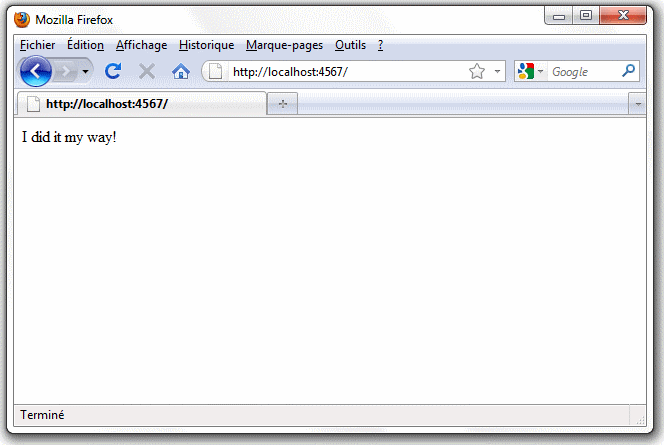 Mozilla Firefox
Fichier Édition Affichage Historique Marque-pages Outils ?
http://localhost:4567/ Google
http://localhost:4567/
I did it my way!
Terminé